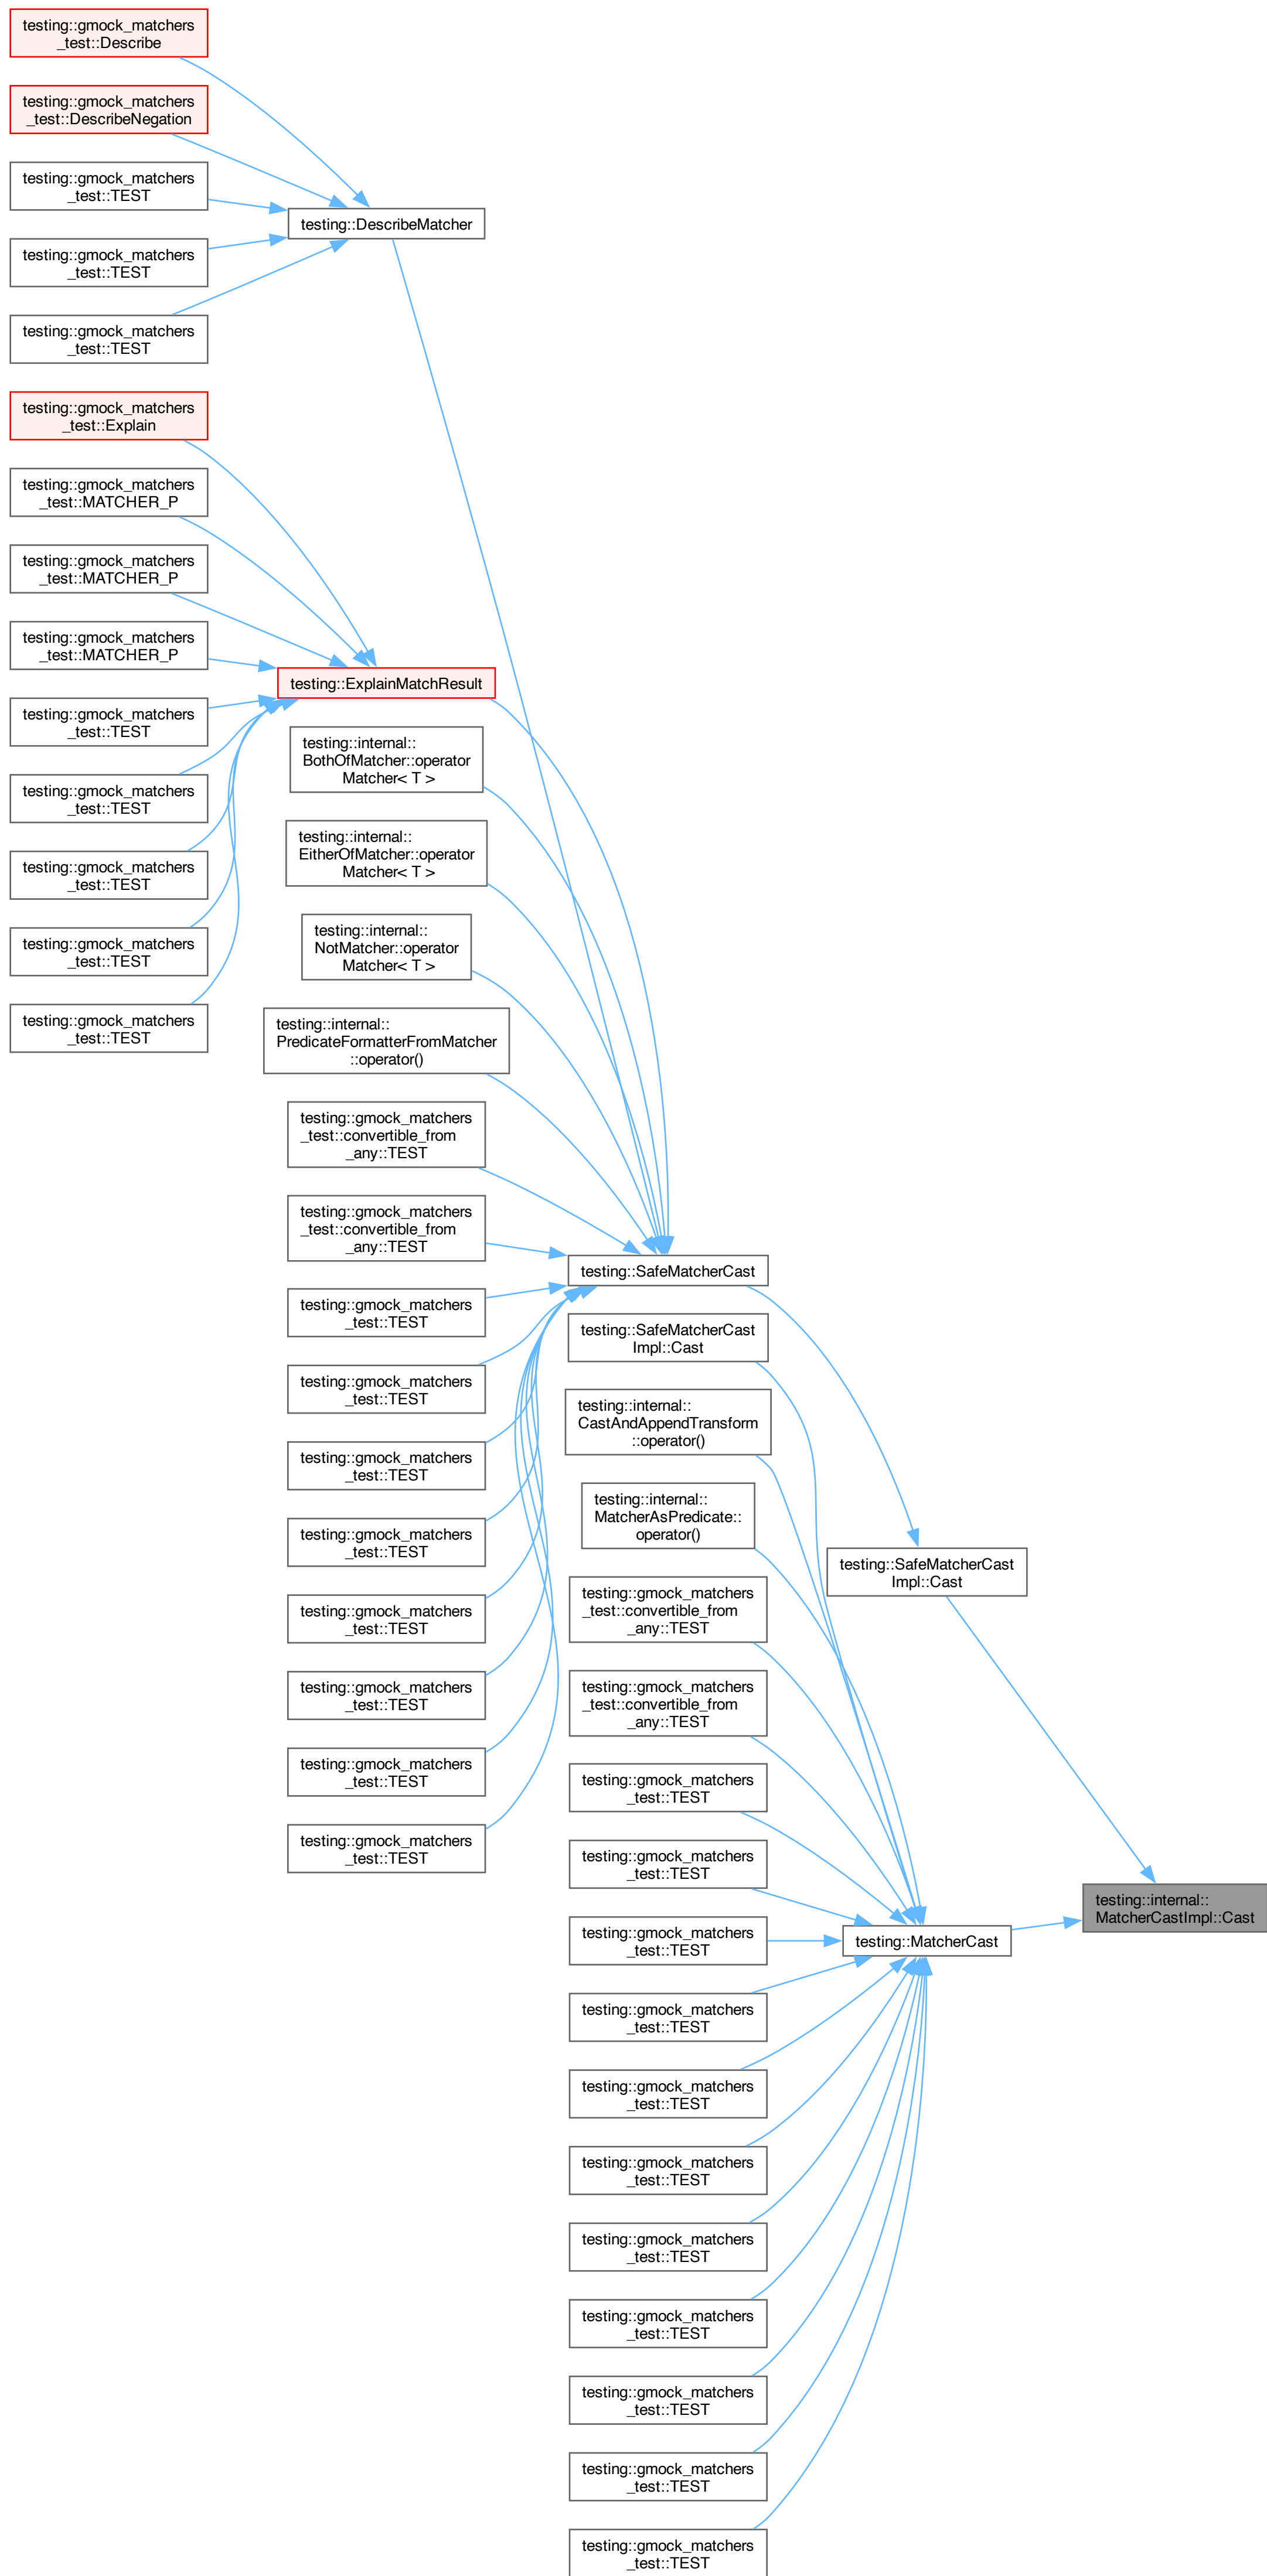 testing::gmock_matchers
_test::Describe
testing::gmock_matchers
_test::DescribeNegation
testing::gmock_matchers
_test::TEST
testing::gmock_matchers
_test::TEST
testing::gmock_matchers
_test::TEST
testing::DescribeMatcher
testing::gmock_matchers
_test::Explain
testing::gmock_matchers
_test::MATCHER_P
testing::gmock_matchers
_test::MATCHER_P
testing::gmock_matchers
_test::MATCHER_P
testing::gmock_matchers
_test::TEST
testing::gmock_matchers
_test::TEST
testing::gmock_matchers
_test::TEST
testing::gmock_matchers
_test::TEST
testing::gmock_matchers
_test::TEST
testing::ExplainMatchResult
testing::internal::
BothOfMatcher::operator
Matcher< T >
testing::internal::
EitherOfMatcher::operator
Matcher< T >
testing::internal::
NotMatcher::operator
Matcher< T >
testing::internal::
PredicateFormatterFromMatcher
::operator()
testing::gmock_matchers
_test::convertible_from
_any::TEST
testing::gmock_matchers
_test::convertible_from
_any::TEST
testing::gmock_matchers
_test::TEST
testing::gmock_matchers
_test::TEST
testing::gmock_matchers
_test::TEST
testing::gmock_matchers
_test::TEST
testing::gmock_matchers
_test::TEST
testing::gmock_matchers
_test::TEST
testing::gmock_matchers
_test::TEST
testing::gmock_matchers
_test::TEST
testing::SafeMatcherCast
testing::SafeMatcherCast
Impl::Cast
testing::internal::
CastAndAppendTransform
::operator()
testing::internal::
MatcherAsPredicate::
operator()
testing::gmock_matchers
_test::convertible_from
_any::TEST
testing::gmock_matchers
_test::convertible_from
_any::TEST
testing::gmock_matchers
_test::TEST
testing::gmock_matchers
_test::TEST
testing::gmock_matchers
_test::TEST
testing::gmock_matchers
_test::TEST
testing::gmock_matchers
_test::TEST
testing::gmock_matchers
_test::TEST
testing::gmock_matchers
_test::TEST
testing::gmock_matchers
_test::TEST
testing::gmock_matchers
_test::TEST
testing::gmock_matchers
_test::TEST
testing::gmock_matchers
_test::TEST
testing::SafeMatcherCast
Impl::Cast
testing::MatcherCast
testing::internal::
MatcherCastImpl::Cast